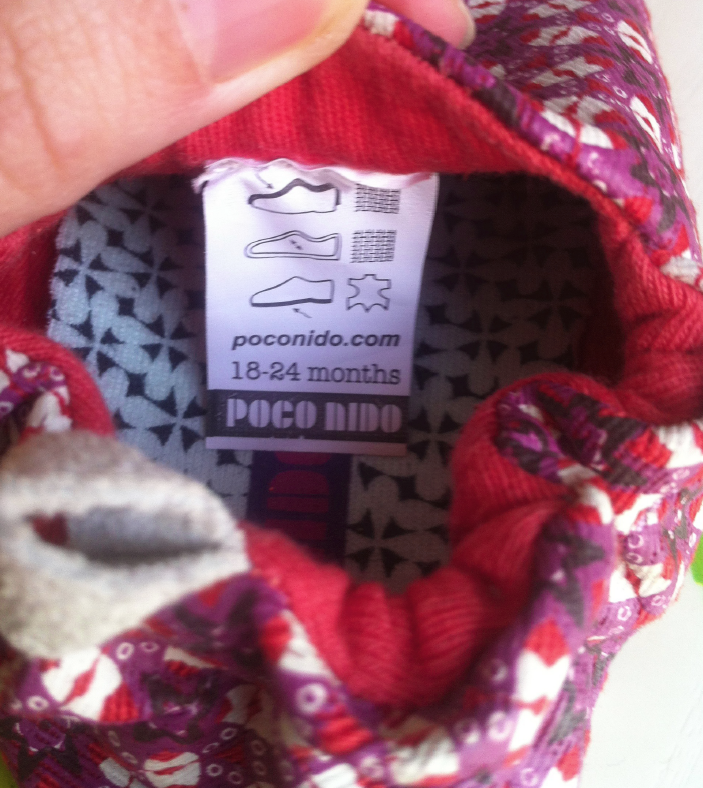 poconido.com
18-24 months
POCO NIDO